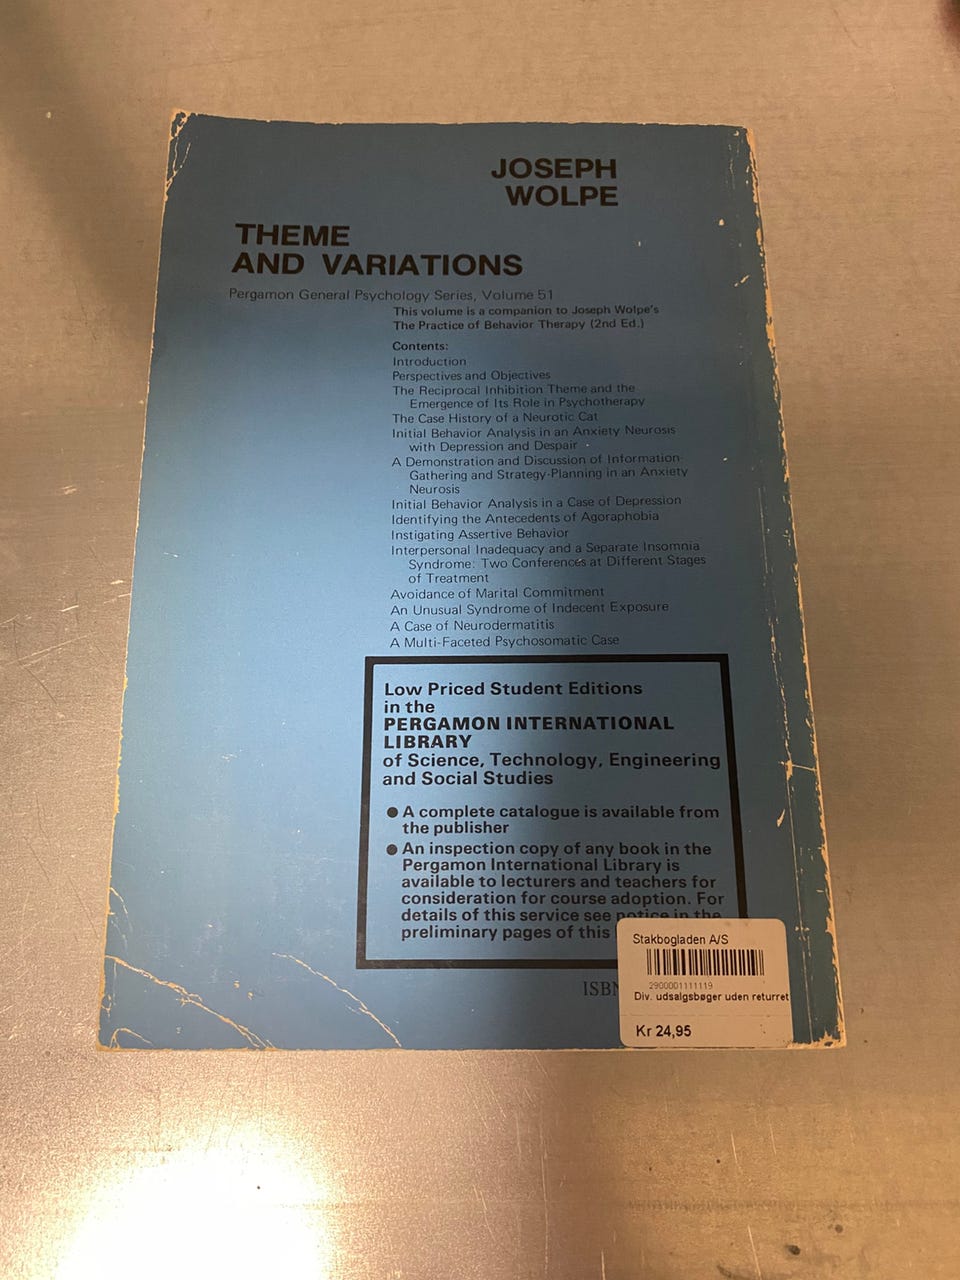 JOSEPH
WOLPE
THEME
AND VARIATIONS
Pergamon General Psychology Series, Volume 51
This volume is a companion to Joseph Wolpe's
The Practice of Behavior Therapy (2nd Ed.)
Contents:
Introduction
Perspectives and Objectives
The Reciprocal Inhibition Theme and the
Emergence of Its Role in Psychotherapy
The Case History of a Neurotic Cat
Initial Behavior Analysis in an Anxiety Neurosis
with Depression and Despair
A Demonstration and Discussion of Information-
Gathering and Strategy-Planning in an Anxiety
Neurosis
Initial Behavior Analysis in a Case of Depression
Identifying the Antecedents of Agoraphobia
Instigating Assertive Behavior
Interpersonal Inadequacy and a Separate Insomnia
Syndrome: Two Conferences at Different Stages
of Treatment
Avoidance of Marital Commitment
An Unusual Syndrome of Indecent Exposure
A Case of Neurodermatitis
A Multi-Faceted Psychosomatic Case
Low Priced Student Editions
in the
PERGAMON INTERNATIONAL
LIBRARY
of Science, Technology, Engineering
and Social Studies
● A complete catalogue is available from
the publisher
● An inspection copy of any book in the
Pergamon International Library is
available to lecturers and teachers for
consideration for course adoption. For
details of this service see notice in the
preliminary pages of this
ISBN
Stakbogladen A/S
2900001111119
Div. udsalgsbøger uden returret
Kr 24,95